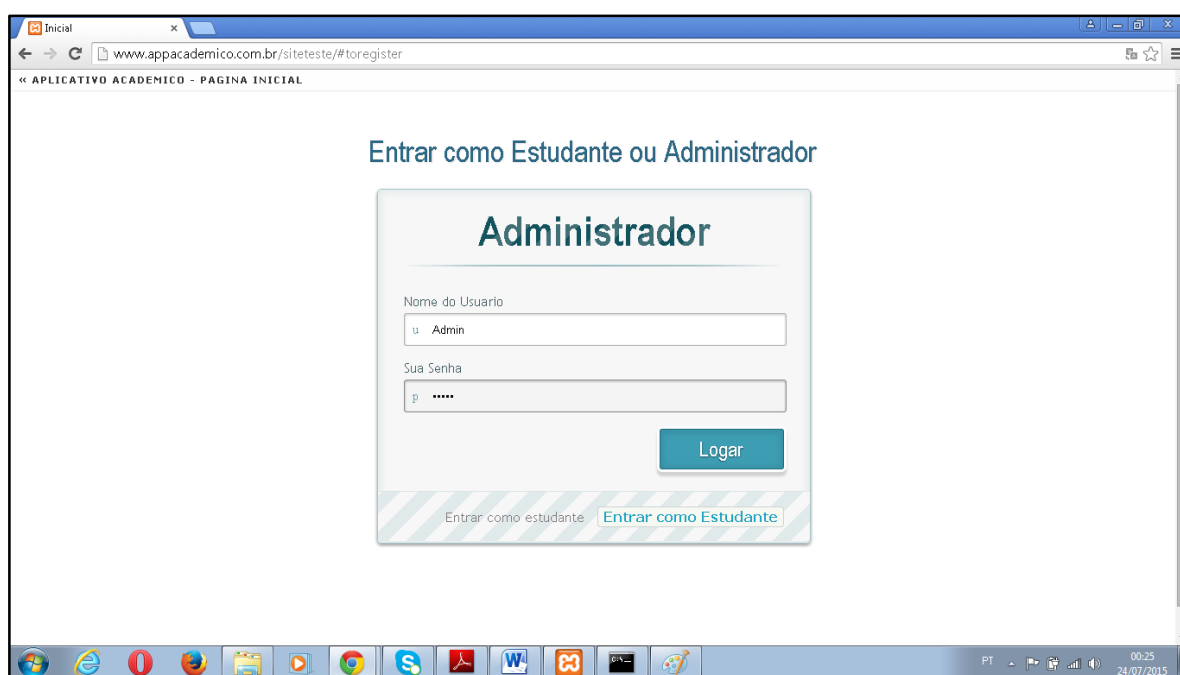 Inicial
www.appacademico.com.br/siteteste/#toregister
« APLICATIVO ACADEMICO - PAGINA INICIAL
Entrar como Estudante ou Administrador
Administrador
Nome do Usuario
u Admin
Sua Senha
p •••••
Logar
Entrar como estudante Entrar como Estudante
PT 00:25
24/07/2015